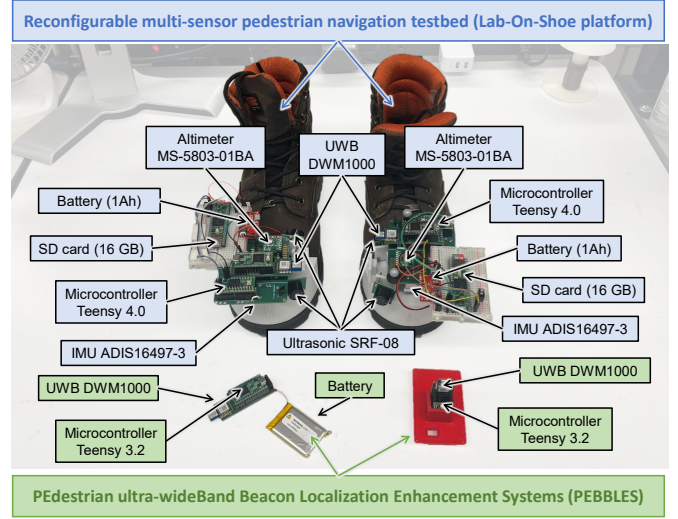 Reconfigurable multi-sensor pedestrian navigation testbed (Lab-On-Shoe platform)
Altimeter
MS-5803-01BA
UWB
DWM1000
Altimeter
MS-5803-01BA
Battery (1Ah)
Microcontroller
Teensy 4.0
SD card (16 GB)
Battery (1Ah)
Microcontroller
Teensy 4.0
SD card (16 GB)
IMU ADIS16497-3
Ultrasonic SRF-08
IMU ADIS16497-3
UWB DWM1000
Battery
UWB DWM1000
Microcontroller
Teensy 3.2
Microcontroller
Teensy 3.2
PEdestrian ultra-wideBand Beacon Localization Enhancement Systems (PEBBLES)